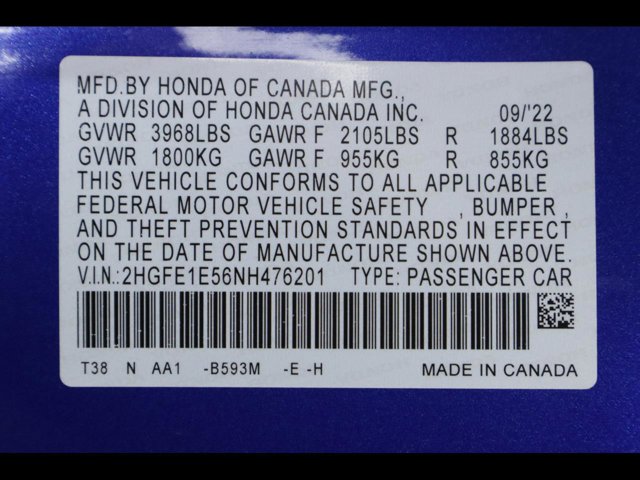 MFD.BY HONDA OF CANADA MFG.,
A DIVISION OF HONDA CANADA INC. 09/'22
GVWR 3968LBS GAWR F 2105LBS R 1884LBS
GVWR 1800KG GAWR F 955KG R 855KG
THIS VEHICLE CONFORMS TO ALL APPLICABLE
FEDERAL MOTOR VEHICLE SAFETY , BUMPER ,
AND THEFT PREVENTION STANDARDS IN EFFECT
ON THE DATE OF MANUFACTURE SHOWN ABOVE.
V.I.N.:2HGFE1E56NH476201 TYPE: PASSENGER CAR
T38 N AA1 -B593M -E -H MADE IN CANADA